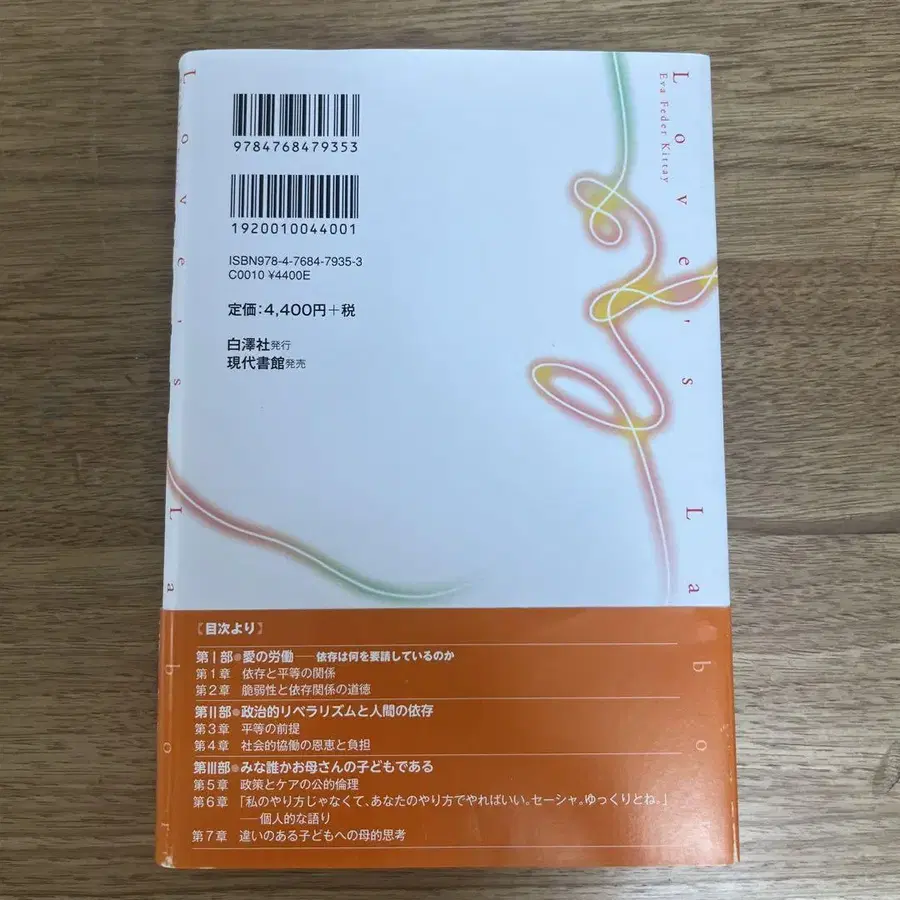 Love's Labor
Eva Feder Kittay
9784768479353
1920010044001
ISBN978-4-7684-7935-3
C0010 ¥4400E
定価:4,400円+税
白澤社発行
現代書館発売
Love's Labor
【目次より】
第Ⅰ部●愛の労働──依存は何を要請しているのか
第1章 依存と平等の関係
第2章 脆弱性と依存関係の道徳
第Ⅱ部●政治的リベラリズムと人間の依存
第3章 平等の前提
第4章 社会的協働の恩恵と負担
第Ⅲ部●みな誰かお母さんの子どもである
第5章 政策とケアの公的倫理
第6章 「私のやり方じゃなくて、あなたのやり方でやればいい。セーシャ。ゆっくりとね。」
──個人的な語り
第7章 違いのある子どもへの母的思考